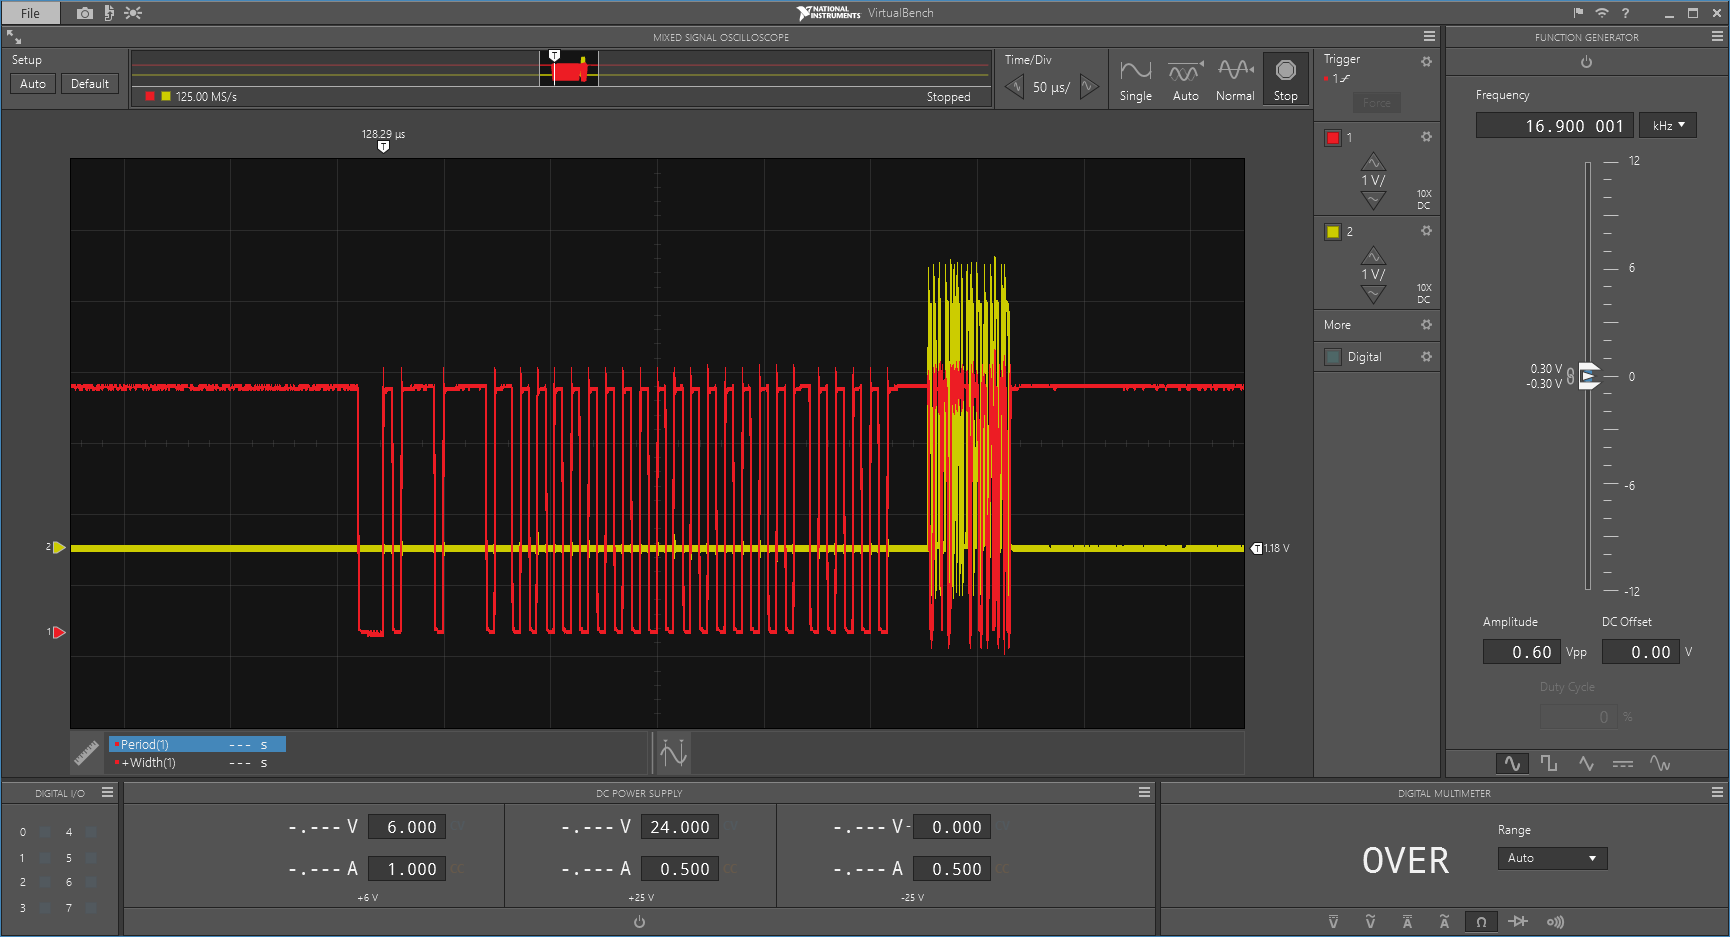 File
NATIONAL INSTRUMENTS VirtualBench
?
MIXED SIGNAL OSCILLOSCOPE
Setup
Auto Default
T
125.00 MS/s
Stopped
Time/Div
50 µs/
Single Auto Normal Stop
128.29 µs
T
2
1
T 1.18 V
Period(1) --- s
+Width(1) --- s
Trigger
1
Force
1
1 V/
10X
DC
2
1 V/
10X
DC
More
Digital
FUNCTION GENERATOR
Frequency
16.900 001 kHz
12
6
0.30 V
-0.30 V
0
-6
-12
Amplitude DC Offset
0.60 Vpp 0.00 V
Duty Cycle
0 %
DIGITAL I/O
0 4
1 5
2 6
3 7
DC POWER SUPPLY
-.--- V 6.000
-.--- A 1.000 CC
+6 V
-.--- V 24.000
-.--- A 0.500 CC
+25 V
-.--- V - 0.000
-.--- A 0.500 CC
-25 V
DIGITAL MULTIMETER
OVER
Range
Auto
V V A A Ω